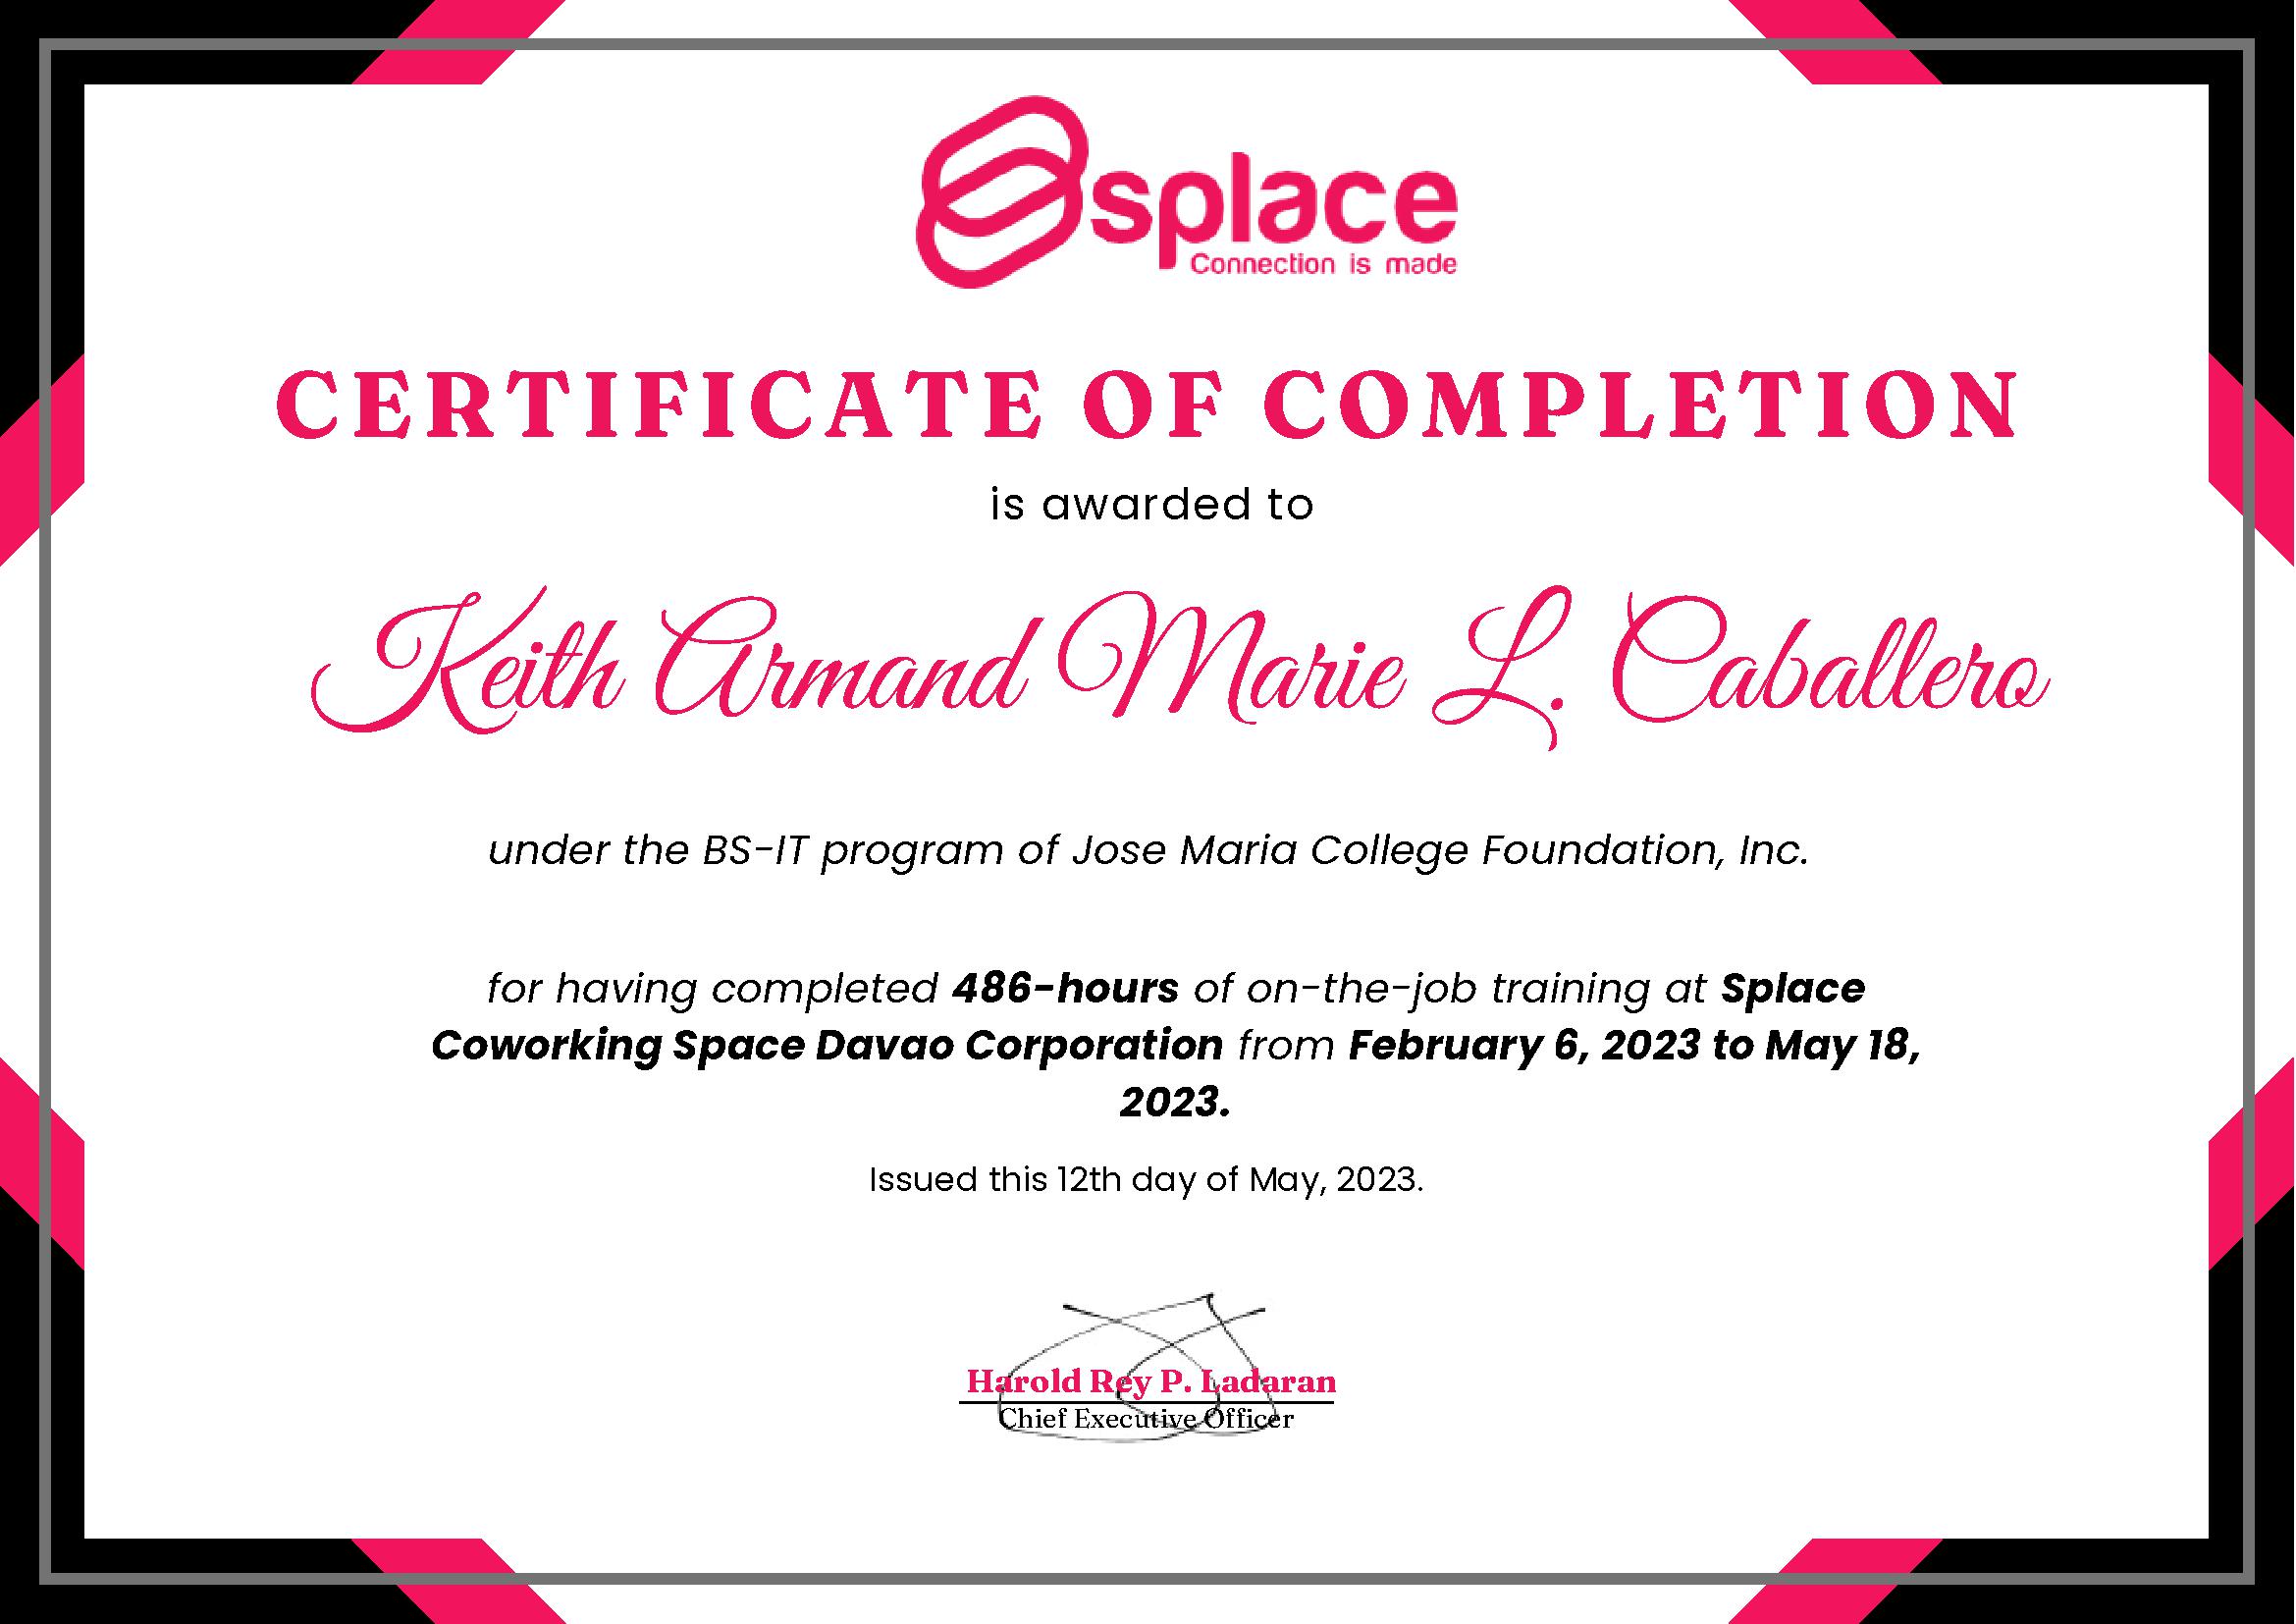 splace
Connection is made
CERTIFICATE OF COMPLETION
is awarded to
Keith Armand Marie L. Caballero
under the BS-IT program of Jose Maria College Foundation, Inc.
for having completed 486-hours of on-the-job training at Splace
Coworking Space Davao Corporation from February 6, 2023 to May 18,
2023.
Issued this 12th day of May, 2023.
Harold Rey P. Ladaran
Chief Executive Officer